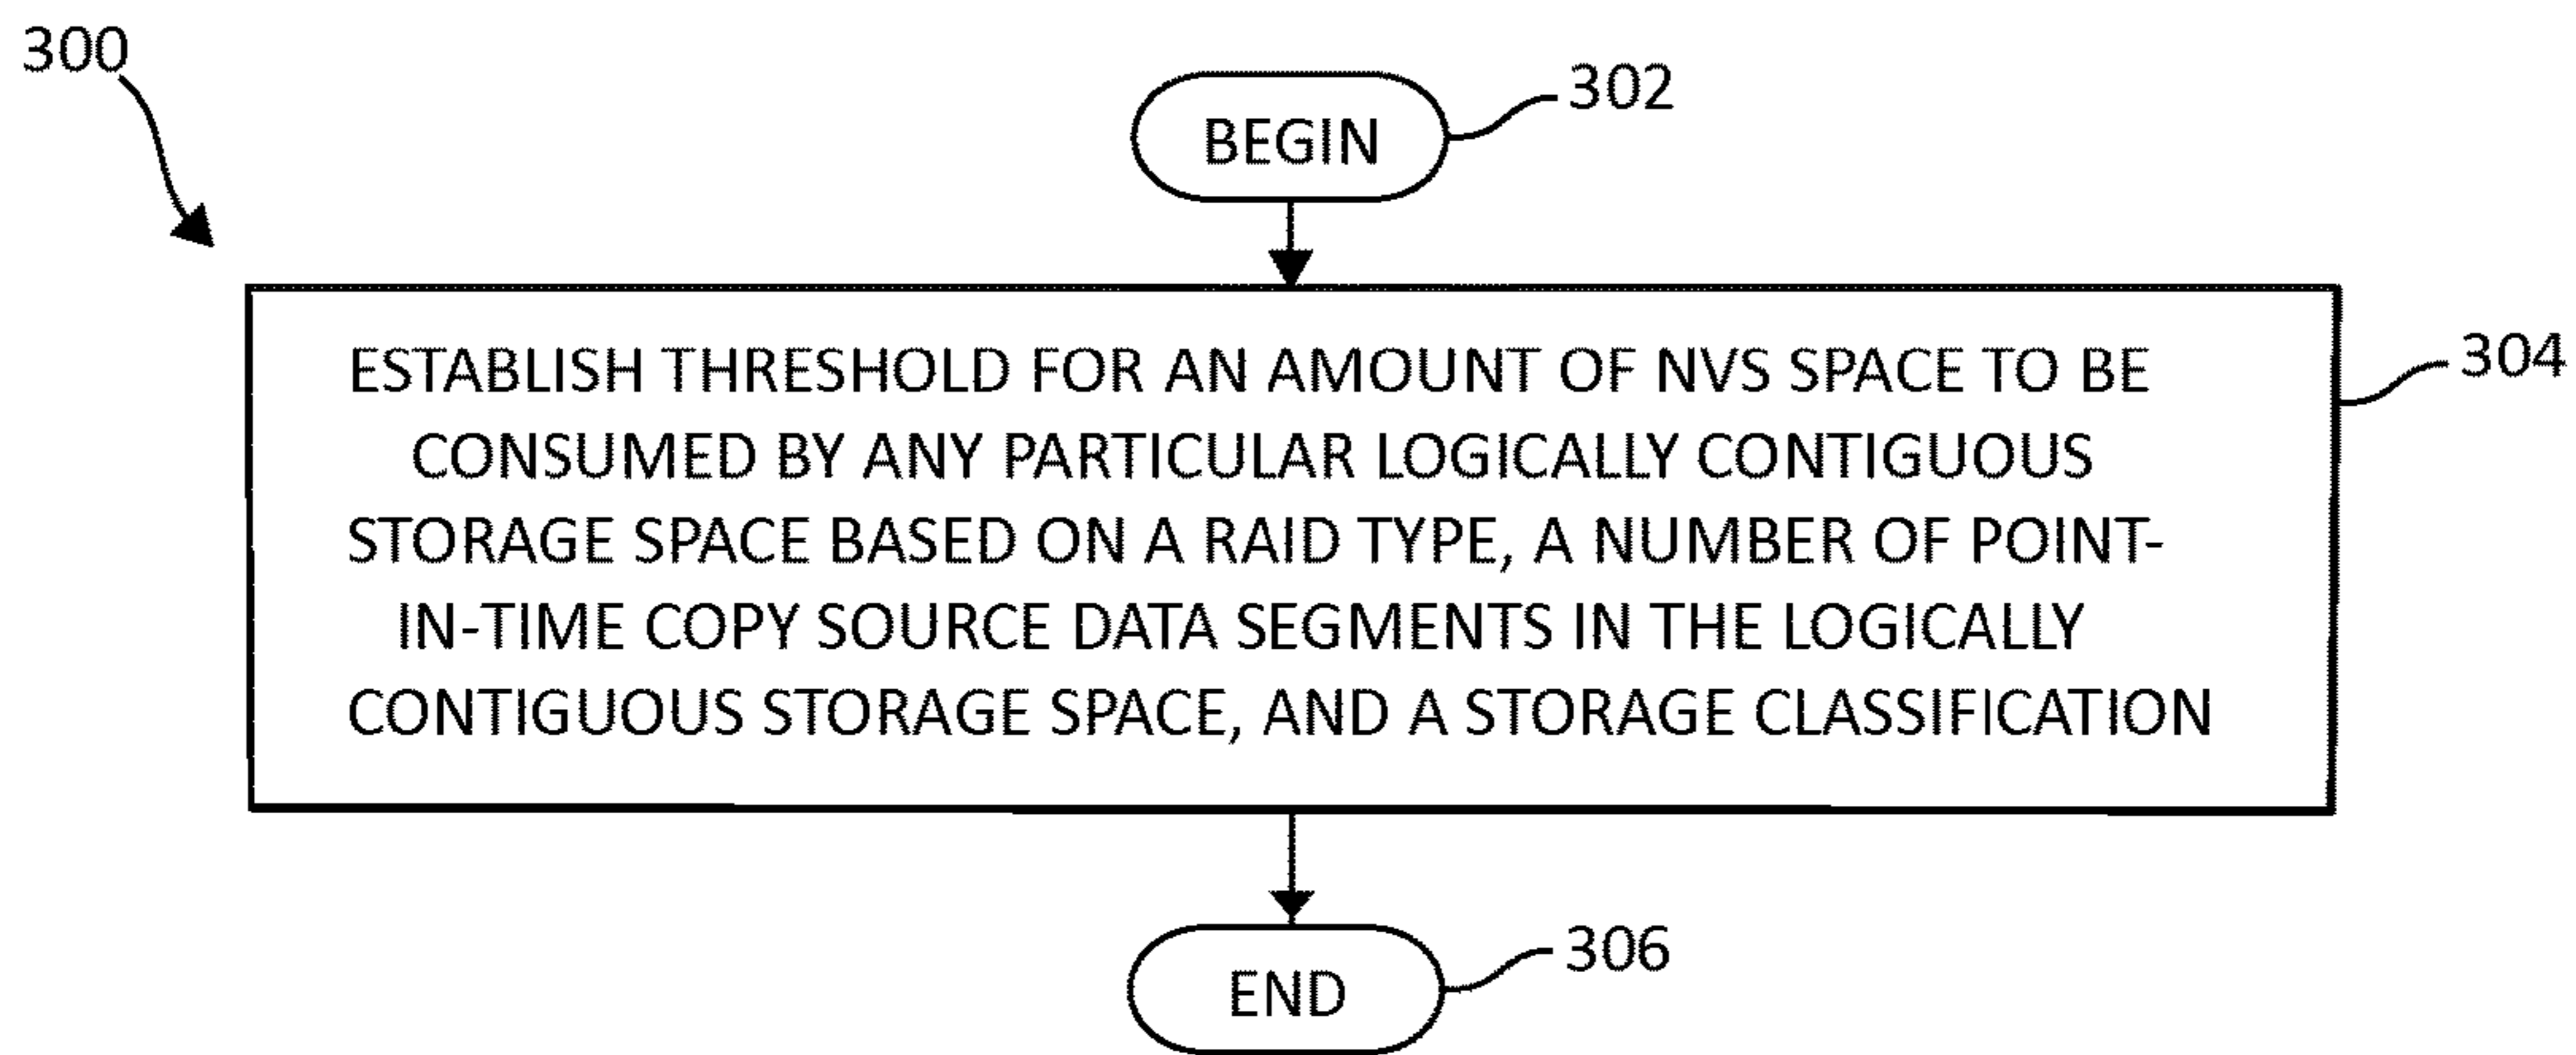 300
302
BEGIN
304
ESTABLISH THRESHOLD FOR AN AMOUNT OF NVS SPACE TO BE
CONSUMED BY ANY PARTICULAR LOGICALLY CONTIGUOUS
STORAGE SPACE BASED ON A RAID TYPE, A NUMBER OF POINT-
IN-TIME COPY SOURCE DATA SEGMENTS IN THE LOGICALLY
CONTIGUOUS STORAGE SPACE, AND A STORAGE CLASSIFICATION
306
END